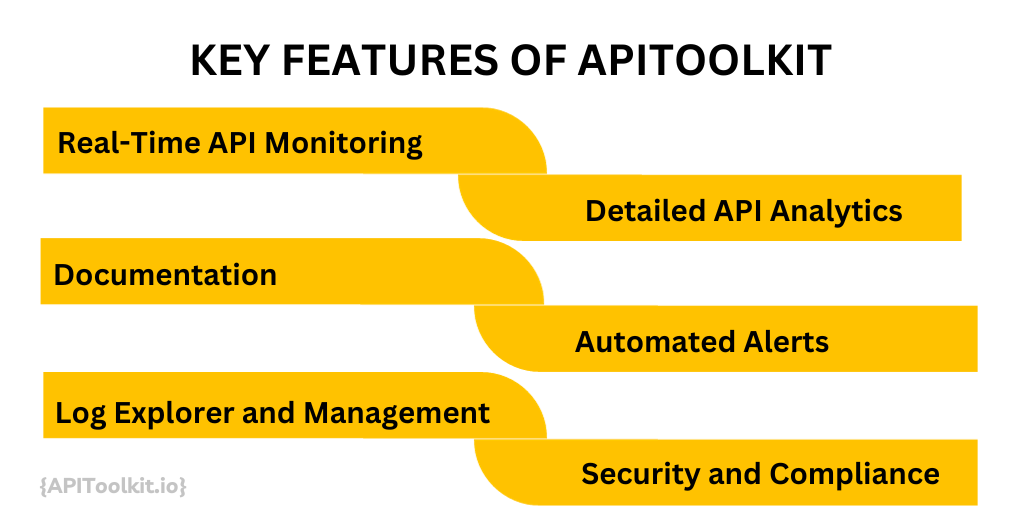 KEY FEATURES OF APITOOLKIT
Real-Time API Monitoring
Detailed API Analytics
Documentation
Automated Alerts
Log Explorer and Management
Security and Compliance
{APIToolkit.io}